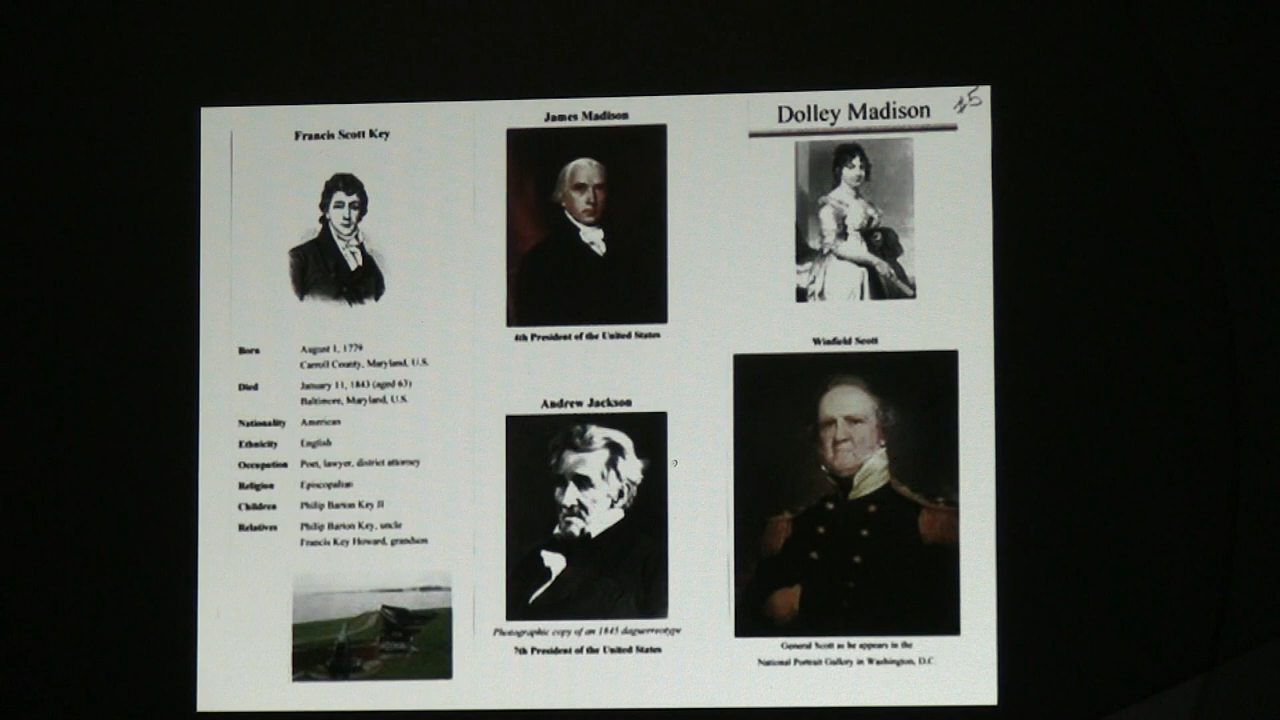 Francis Scott Key
Born August 1, 1779
Carroll County, Maryland, U.S.
Died January 11, 1843 (aged 63)
Baltimore, Maryland, U.S.
Nationality American
Ethnicity English
Occupation Poet, lawyer, district attorney
Religion Episcopalian
Children Philip Barton Key II
Relatives Philip Barton Key, uncle
Francis Key Howard, grandson
James Madison
4th President of the United States
Andrew Jackson
Photographic copy of an 1845 daguerreotype
7th President of the United States
Dolley Madison
Winfield Scott
General Scott as he appears in the
National Portrait Gallery in Washington, D.C.